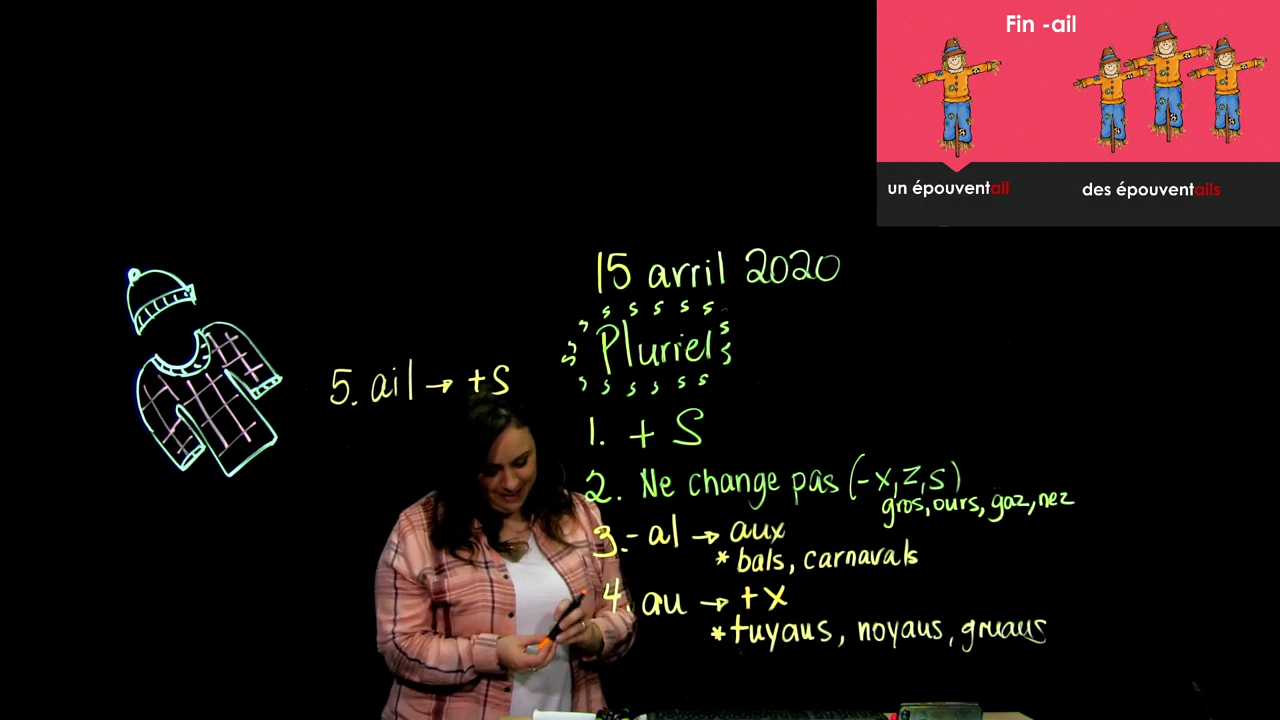 Fin -ail
un épouventail
des épouventails
15 avril 2020
s s s s s s
Pluriel
s s s s s s
1. + S
2. Ne change pas (-x, z, s)
gros, ours, gaz, nez
3. - al → aux
* bals, carnavals
4. au → + x
* tuyaus, noyaus, gruaus
5. ail → + s